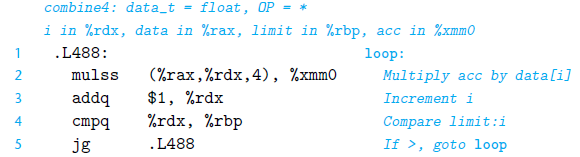 combine4: data_t = float, OP = *
i in %rdx, data in %rax, limit in %rbp, acc in %xmm0
1 .L488: loop:
2 mulss (%rax,%rdx,4), %xmm0 Multiply acc by data[i]
3 addq $1, %rdx Increment i
4 cmpq %rdx, %rbp Compare limit:i
5 jg .L488 If >, goto loop